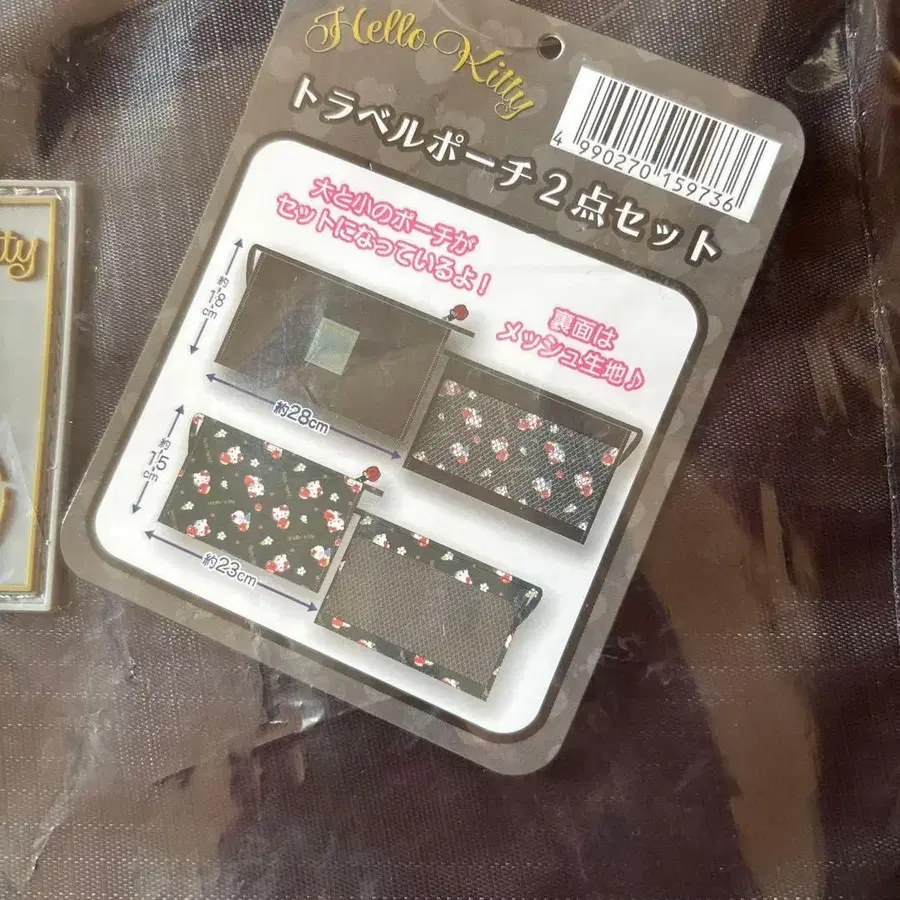 Hello Kitty
4 990270 159736
トラベルポーチ2点セット
大と小のポーチが
セットになっているよ!
裏面は
メッシュ生地♪
約18cm
約28cm
約15cm
約23cm
tty